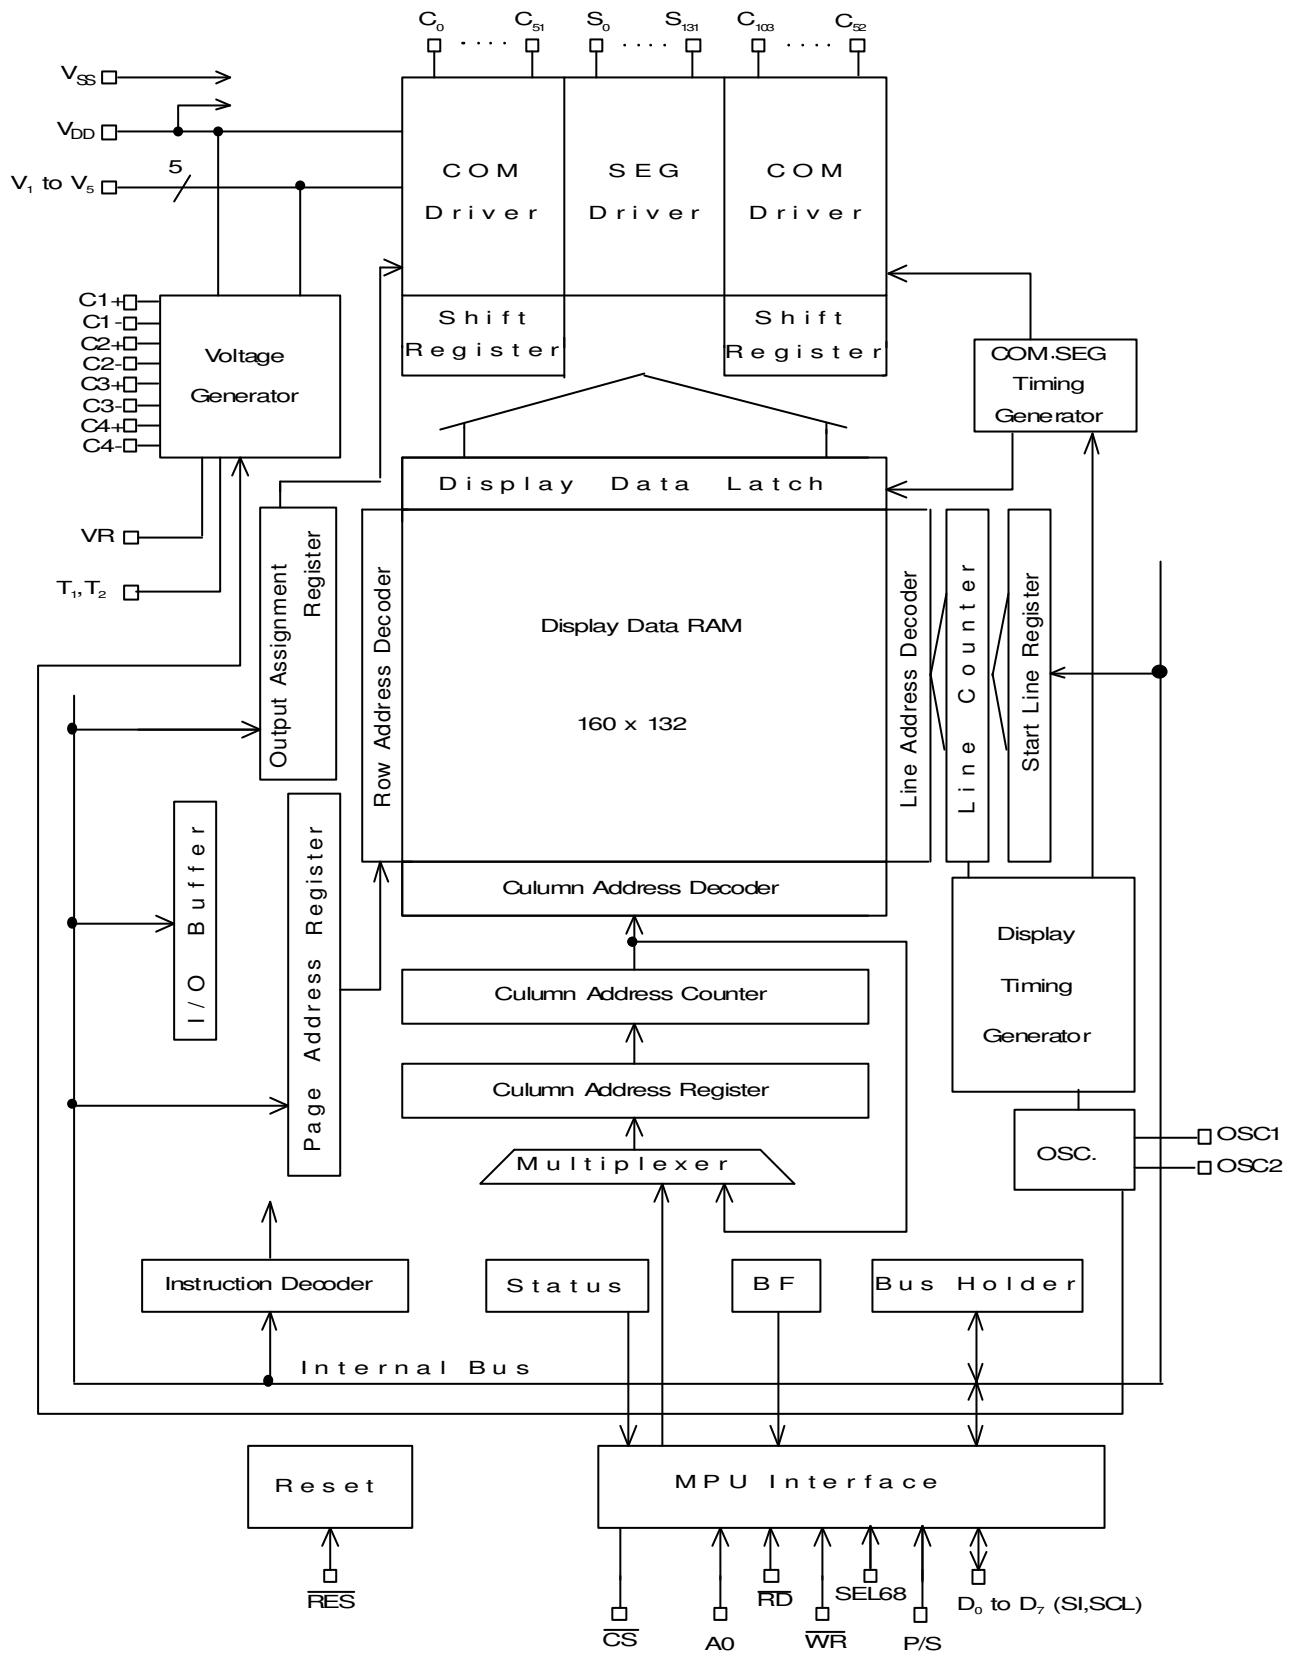 C0 ···· C51 S0 ···· S131 C103 ···· C52
VSS
VDD
V1 to V5
5
COM
Driver
SEG
Driver
COM
Driver
Shift
Register
Shift
Register
C1+
C1-
C2+
C2-
C3+
C3-
C4+
C4-
Voltage
Generator
COM·SEG
Timing
Generator
VR
T1,T2
Display Data Latch
Output Assignment
Register
Row Address Decoder
Display Data RAM
160 x 132
Line Address Decoder
Line Counter
Start Line Register
I/O Buffer
Page Address Register
Culumn Address Decoder
Culumn Address Counter
Culumn Address Register
Multiplexer
Display
Timing
Generator
OSC.
OSC1
OSC2
Instruction Decoder
Status
BF
Bus Holder
Internal Bus
Reset
MPU Interface
RES
CS
A0
RD
WR
SEL68
P/S
D0 to D7 (SI,SCL)